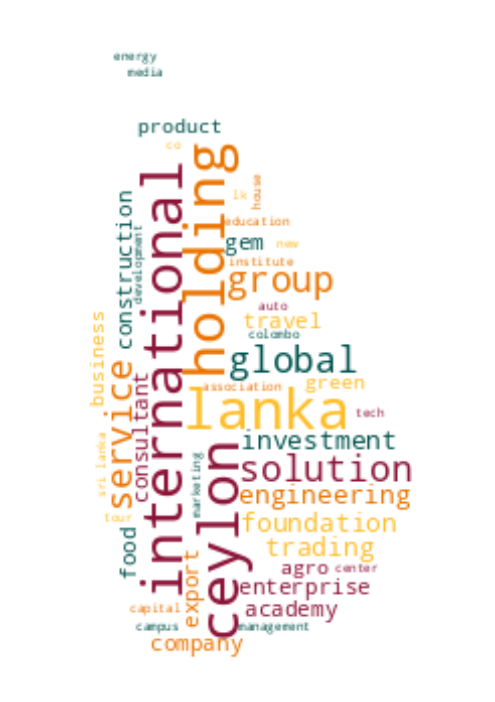 energy
media
product
co
holding
international
house
lk
construction
education
development
gem
new
institute
group
auto
travel
colombo
business
global
service
consultant
association
green
lanka
tech
sri lanka
ceylon
investment
marketing
solution
engineering
tour
foundation
food
trading
export
agro
center
enterprise
capital
academy
campus
management
company